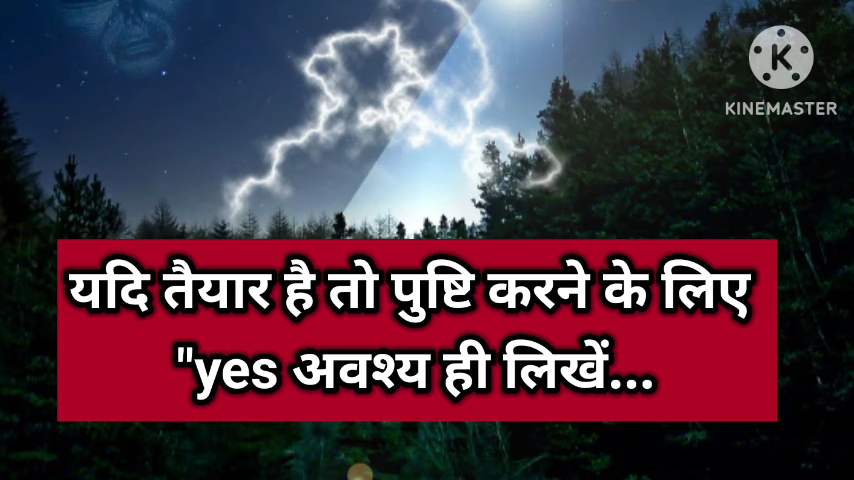 K
KINEMASTER
यदि तैयार है तो पुष्टि करने के लिए
"yes अवश्य ही लिखें...